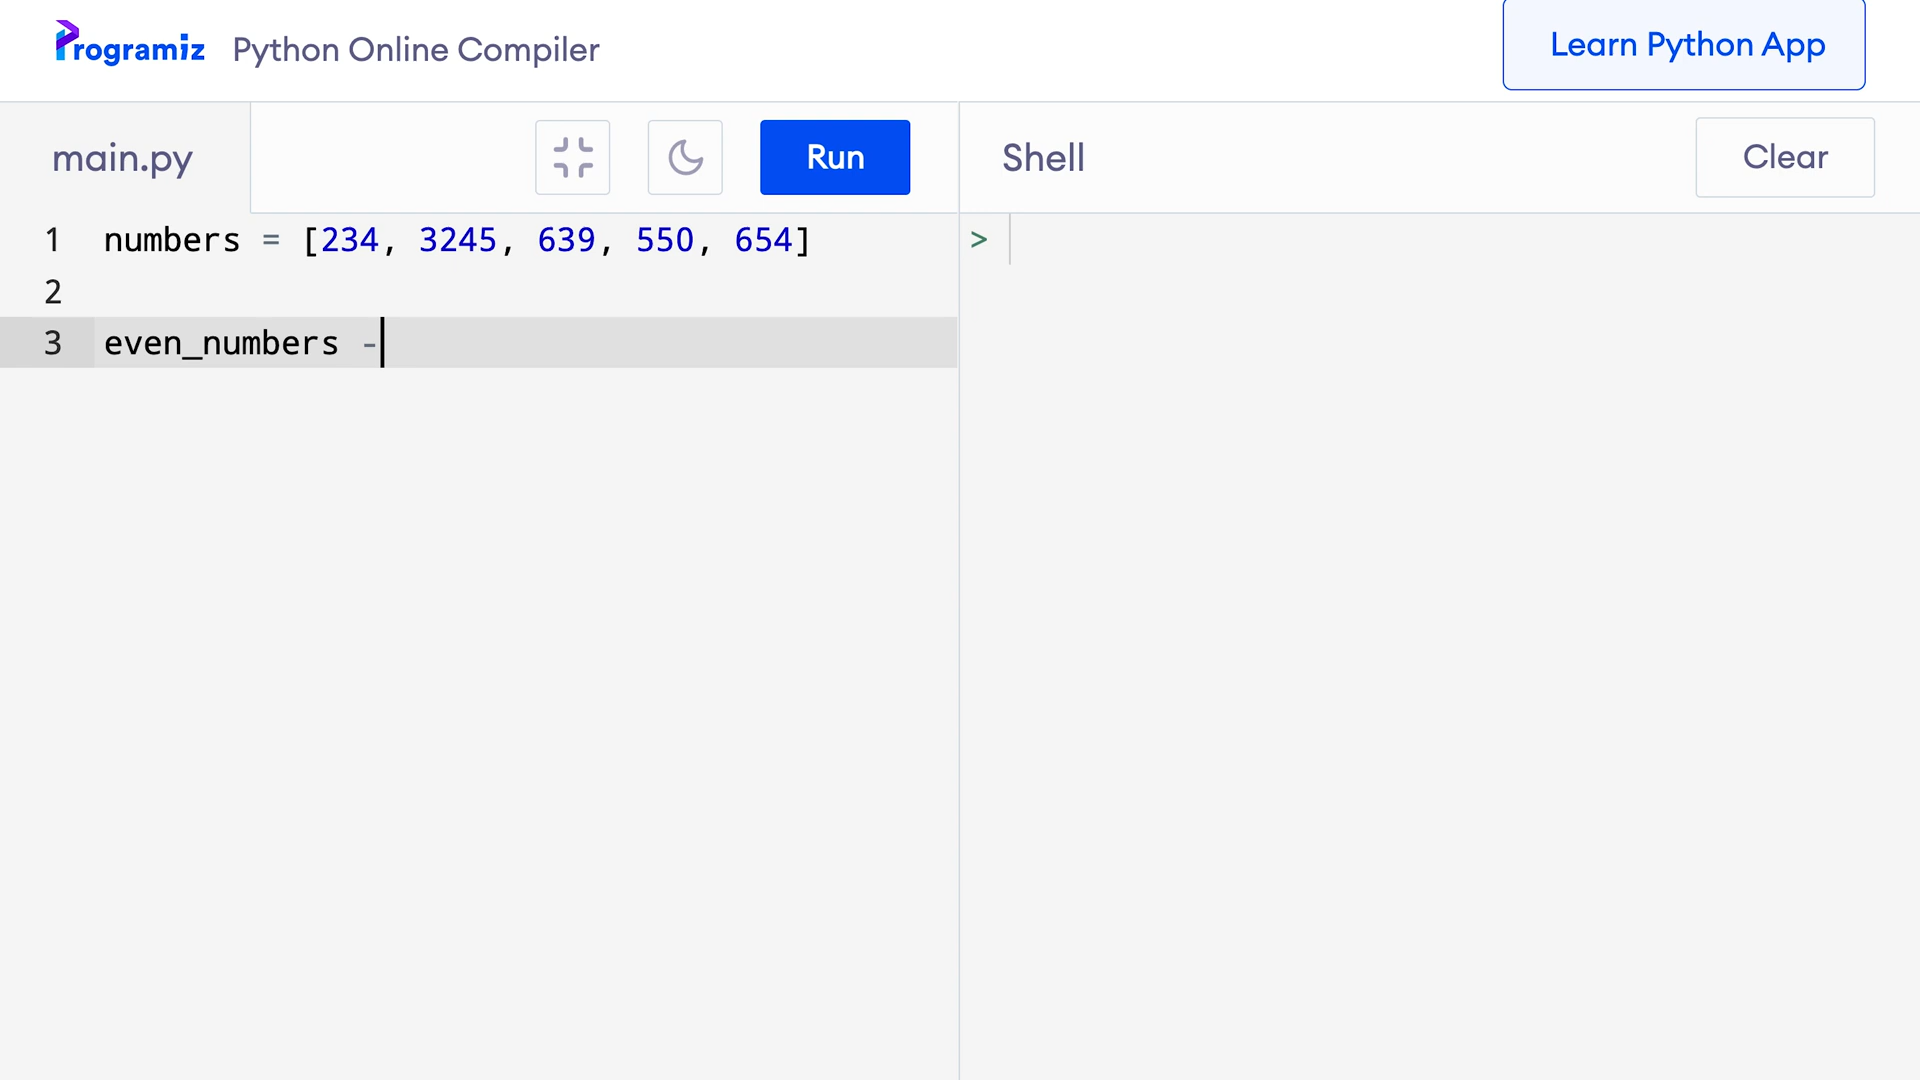 Programiz Python Online Compiler
Learn Python App
main.py
Run
Shell
Clear
1 numbers = [234, 3245, 639, 550, 654]
2
3 even_numbers -
>